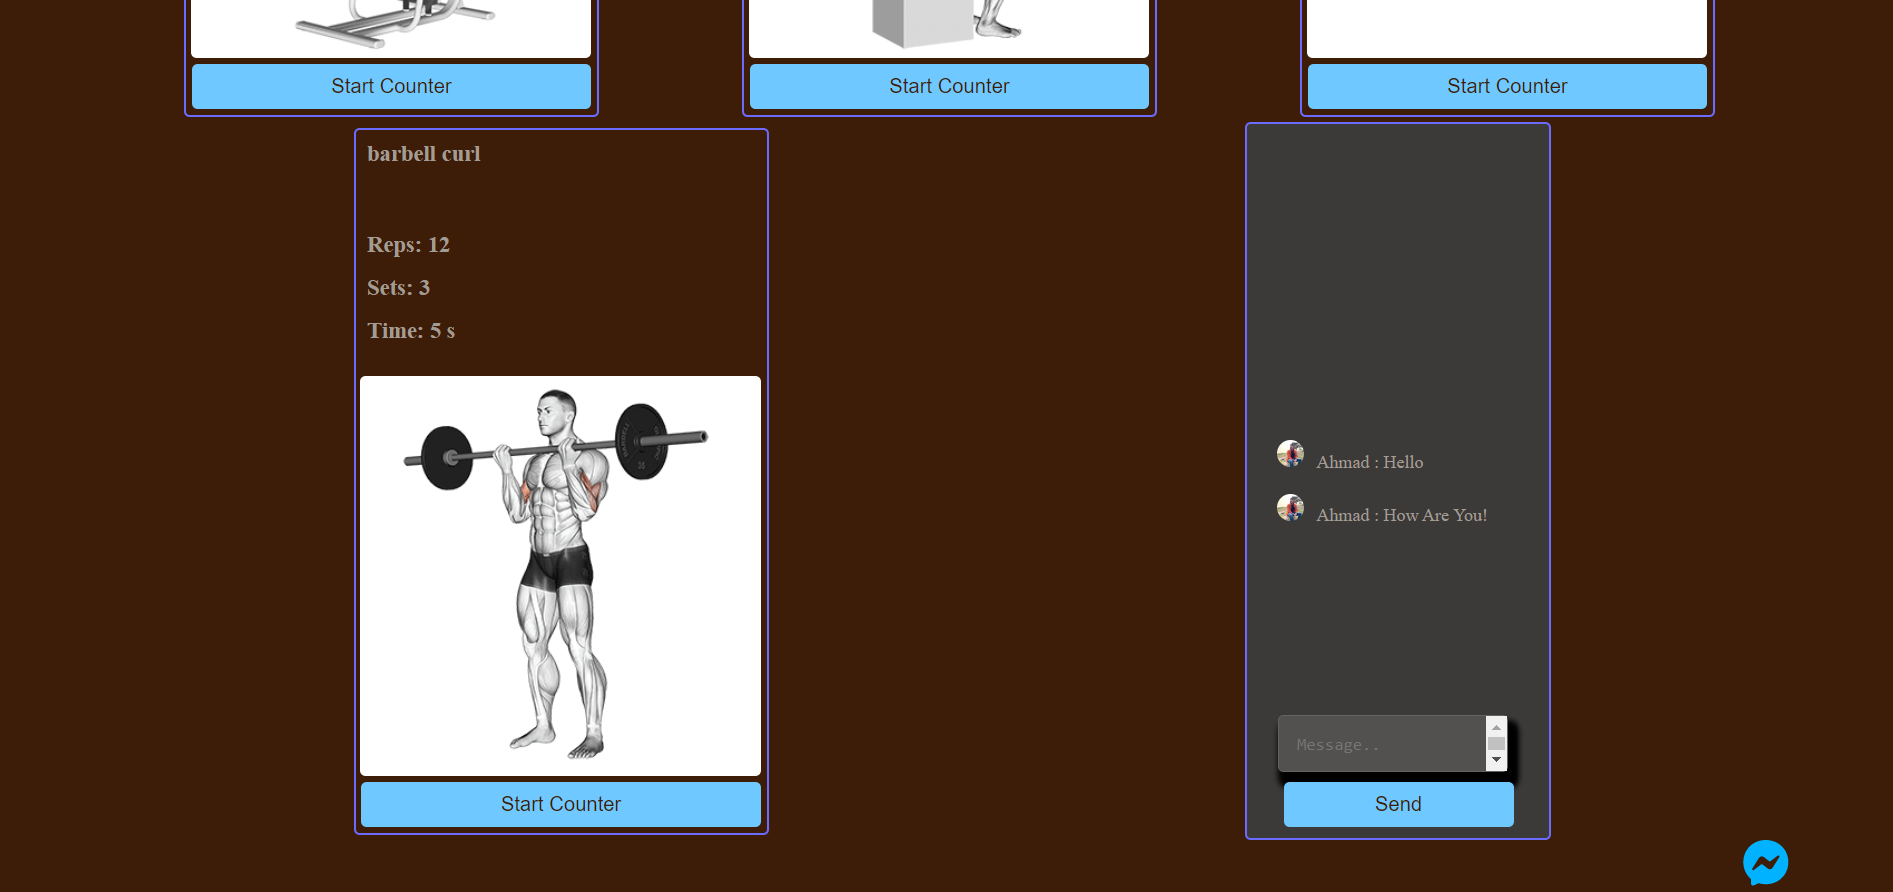 Start Counter
Start Counter
Start Counter
barbell curl
Reps: 12
Sets: 3
Time: 5 s
BARBELL
Start Counter
Ahmad : Hello
Ahmad : How Are You!
Message..
Send